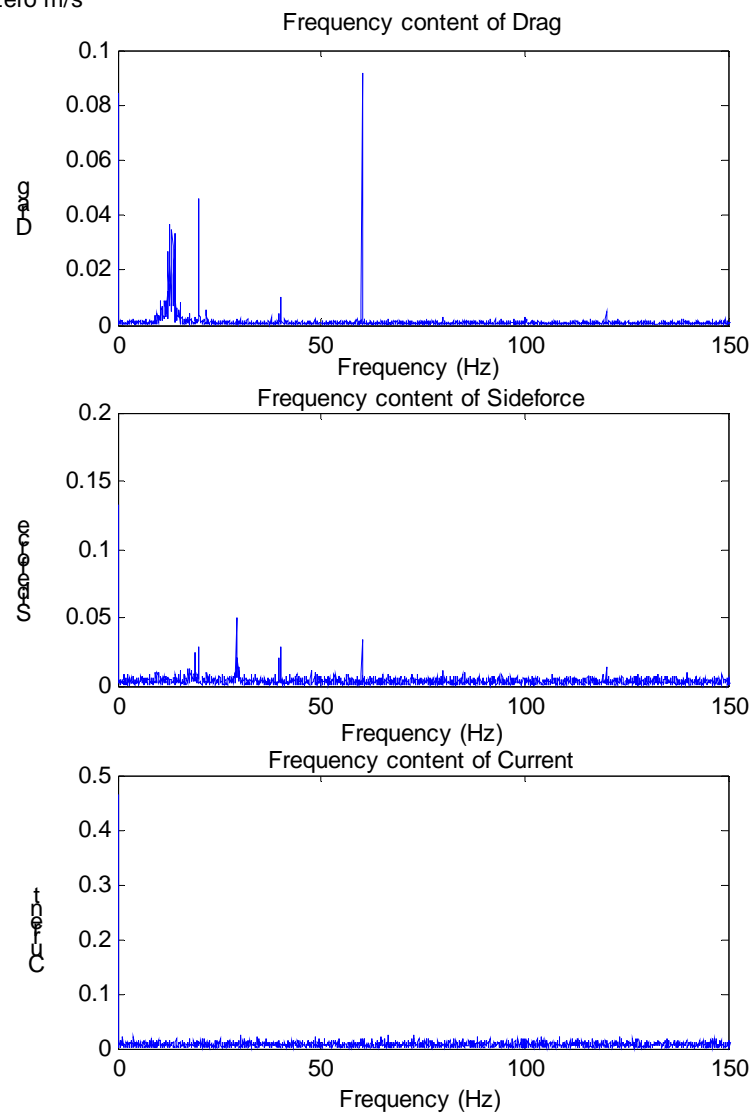 zero m/s
Frequency content of Drag
0.1
0.08
0.06
0.04
0.02
0
Drag
0
50
100
150
Frequency (Hz)
Frequency content of Sideforce
0.2
0.15
0.1
0.05
0
Sideforce
0
50
100
150
Frequency (Hz)
Frequency content of Current
0.5
0.4
0.3
0.2
0.1
0
Current
0
50
100
150
Frequency (Hz)